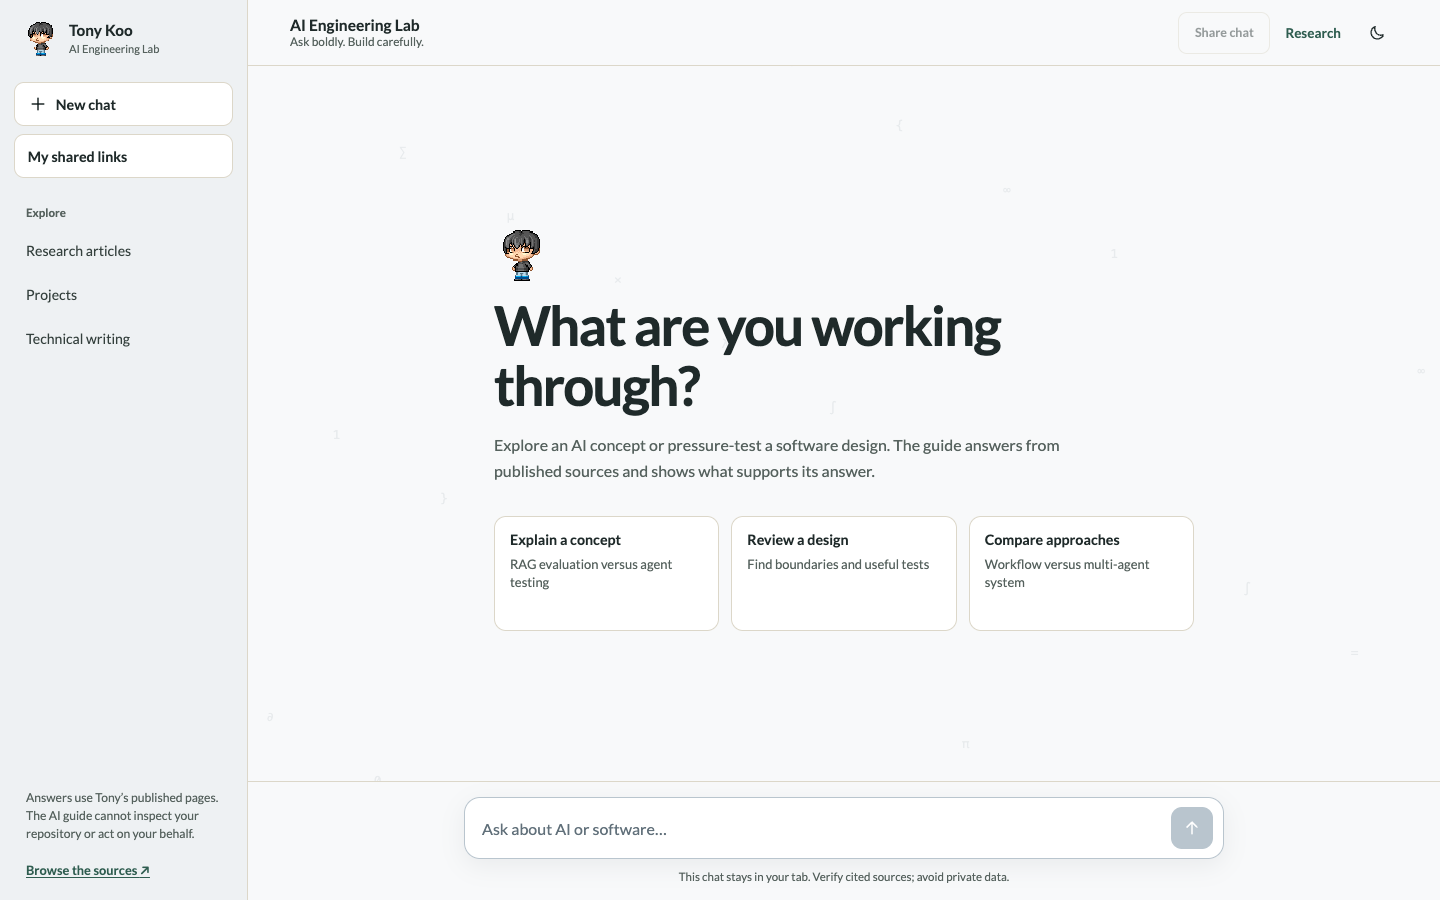 Tony Koo
AI Engineering Lab
New chat
My shared links
Explore
Research articles
Projects
Technical writing
Answers use Tony's published pages.
The AI guide cannot inspect your
repository or act on your behalf.
Browse the sources ↗
AI Engineering Lab
Ask boldly. Build carefully.
Share chat
Research
{
∑
∞
μ
1
What are you working
through?
∫
∞
1
Explore an AI concept or pressure-test a software design. The guide answers from
published sources and shows what supports its answer.
}
Explain a concept
RAG evaluation versus agent
testing
Review a design
Find boundaries and useful tests
Compare approaches
Workflow versus multi-agent
system
∫
=
∂
π
Ask about AI or software...
This chat stays in your tab. Verify cited sources; avoid private data.